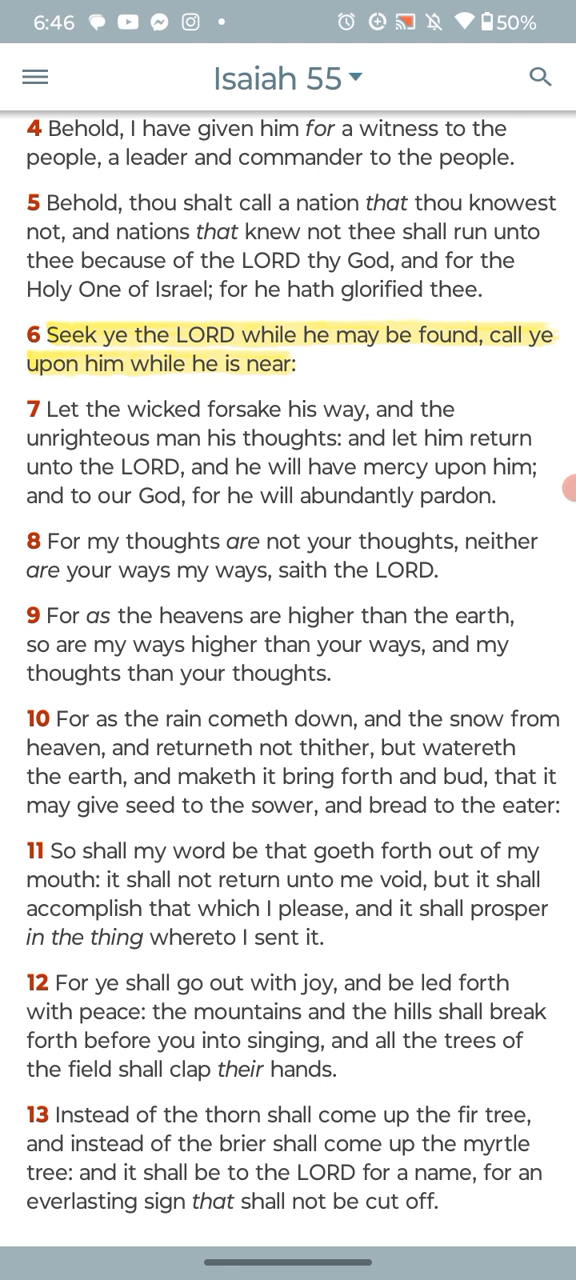 6:46 50%
Isaiah 55
4 Behold, I have given him for a witness to the
people, a leader and commander to the people.
5 Behold, thou shalt call a nation that thou knowest
not, and nations that knew not thee shall run unto
thee because of the LORD thy God, and for the
Holy One of Israel; for he hath glorified thee.
6 Seek ye the LORD while he may be found, call ye
upon him while he is near:
7 Let the wicked forsake his way, and the
unrighteous man his thoughts: and let him return
unto the LORD, and he will have mercy upon him;
and to our God, for he will abundantly pardon.
8 For my thoughts are not your thoughts, neither
are your ways my ways, saith the LORD.
9 For as the heavens are higher than the earth,
so are my ways higher than your ways, and my
thoughts than your thoughts.
10 For as the rain cometh down, and the snow from
heaven, and returneth not thither, but watereth
the earth, and maketh it bring forth and bud, that it
may give seed to the sower, and bread to the eater:
11 So shall my word be that goeth forth out of my
mouth: it shall not return unto me void, but it shall
accomplish that which I please, and it shall prosper
in the thing whereto I sent it.
12 For ye shall go out with joy, and be led forth
with peace: the mountains and the hills shall break
forth before you into singing, and all the trees of
the field shall clap their hands.
13 Instead of the thorn shall come up the fir tree,
and instead of the brier shall come up the myrtle
tree: and it shall be to the LORD for a name, for an
everlasting sign that shall not be cut off.